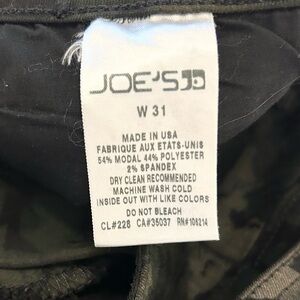 JOE'S
W 31
MADE IN USA
FABRIQUE AUX ETATS-UNIS
54% MODAL 44% POLYESTER
2% SPANDEX
DRY CLEAN RECOMMENDED
MACHINE WASH COLD
INSIDE OUT WITH LIKE COLORS
DO NOT BLEACH
CL#228 CA#35037 RN#106214